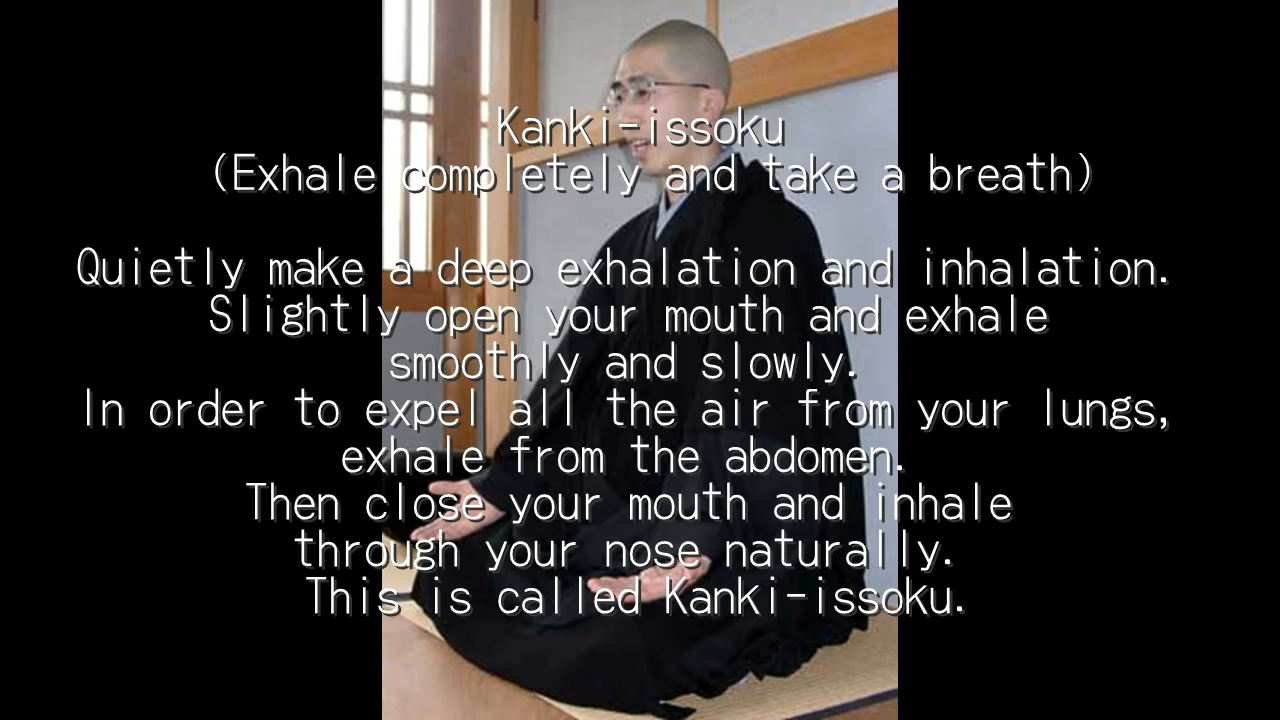 Kanki-issoku
(Exhale completely and take a breath)
Quietly make a deep exhalation and inhalation.
Slightly open your mouth and exhale
smoothly and slowly.
In order to expel all the air from your lungs,
exhale from the abdomen.
Then close your mouth and inhale
through your nose naturally.
This is called Kanki-issoku.